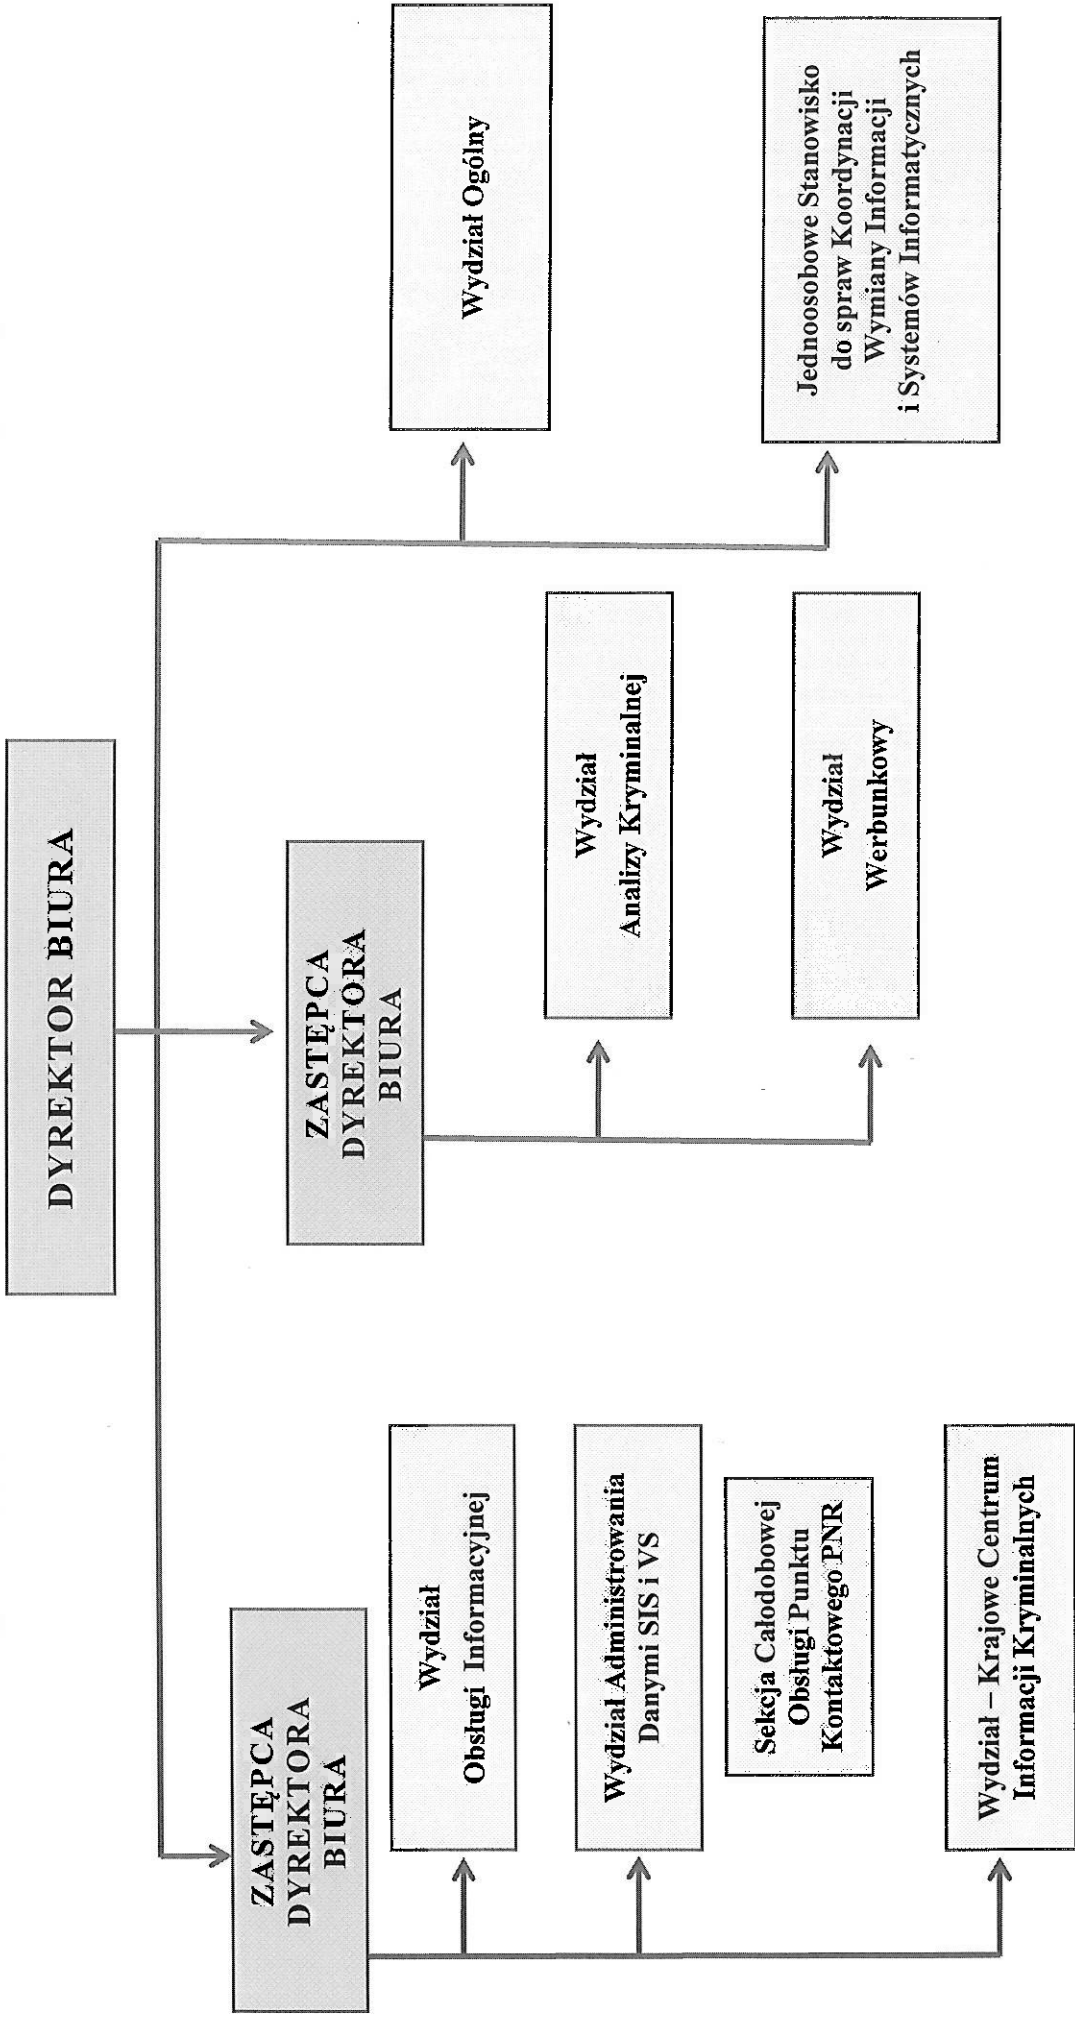 DYREKTOR BIURA
ZASTĘPCA
DYREKTORA
BIURA
Wydział
Obsługi Informacyjnej
Wydział Administrowania
Danymi SIS i VS
Sekcja Całodobowej
Obsługi Punktu
Kontaktowego PNR
Wydział – Krajowe Centrum
Informacji Kryminalnych
ZASTĘPCA
DYREKTORA
BIURA
Wydział
Analizy Kryminalnej
Wydział
Werbunkowy
Wydział Ogólny
Jednoosobowe Stanowisko
do spraw Koordynacji
Wymiany Informacji
i Systemów Informatycznych